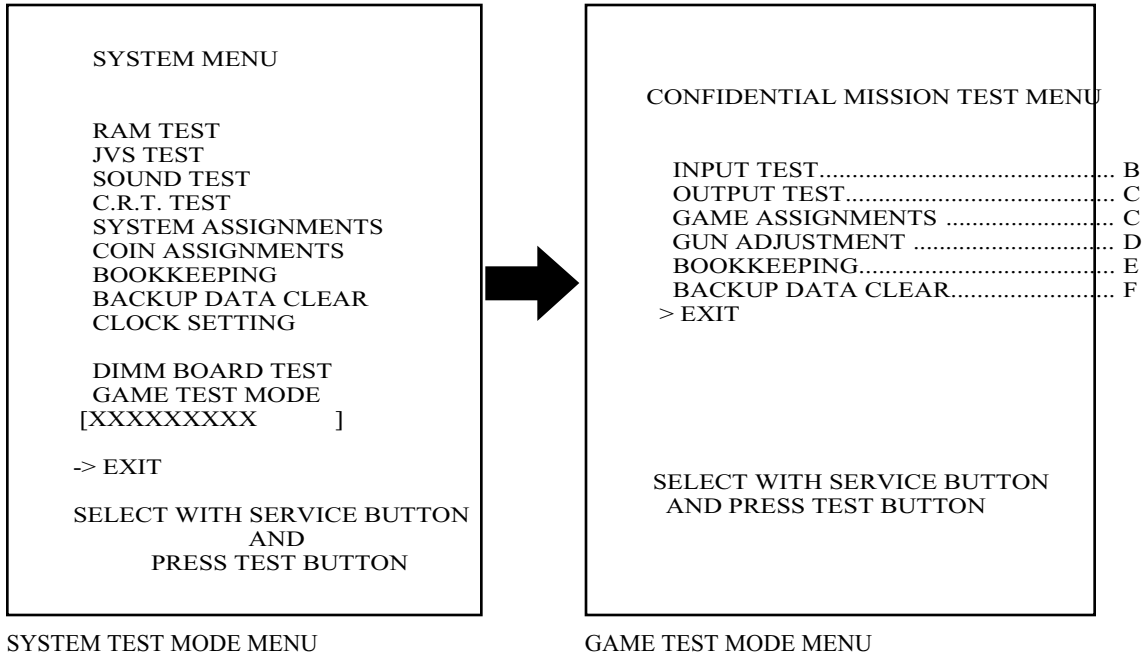 SYSTEM MENU
RAM TEST
JVS TEST
SOUND TEST
C.R.T. TEST
SYSTEM ASSIGNMENTS
COIN ASSIGNMENTS
BOOKKEEPING
BACKUP DATA CLEAR
CLOCK SETTING
DIMM BOARD TEST
GAME TEST MODE
[XXXXXXXXX ]
-> EXIT
SELECT WITH SERVICE BUTTON
AND
PRESS TEST BUTTON
SYSTEM TEST MODE MENU
CONFIDENTIAL MISSION TEST MENU
INPUT TEST............................................. B
OUTPUT TEST......................................... C
GAME ASSIGNMENTS .......................... C
GUN ADJUSTMENT ............................... D
BOOKKEEPING....................................... E
BACKUP DATA CLEAR......................... F
> EXIT
SELECT WITH SERVICE BUTTON
AND PRESS TEST BUTTON
GAME TEST MODE MENU